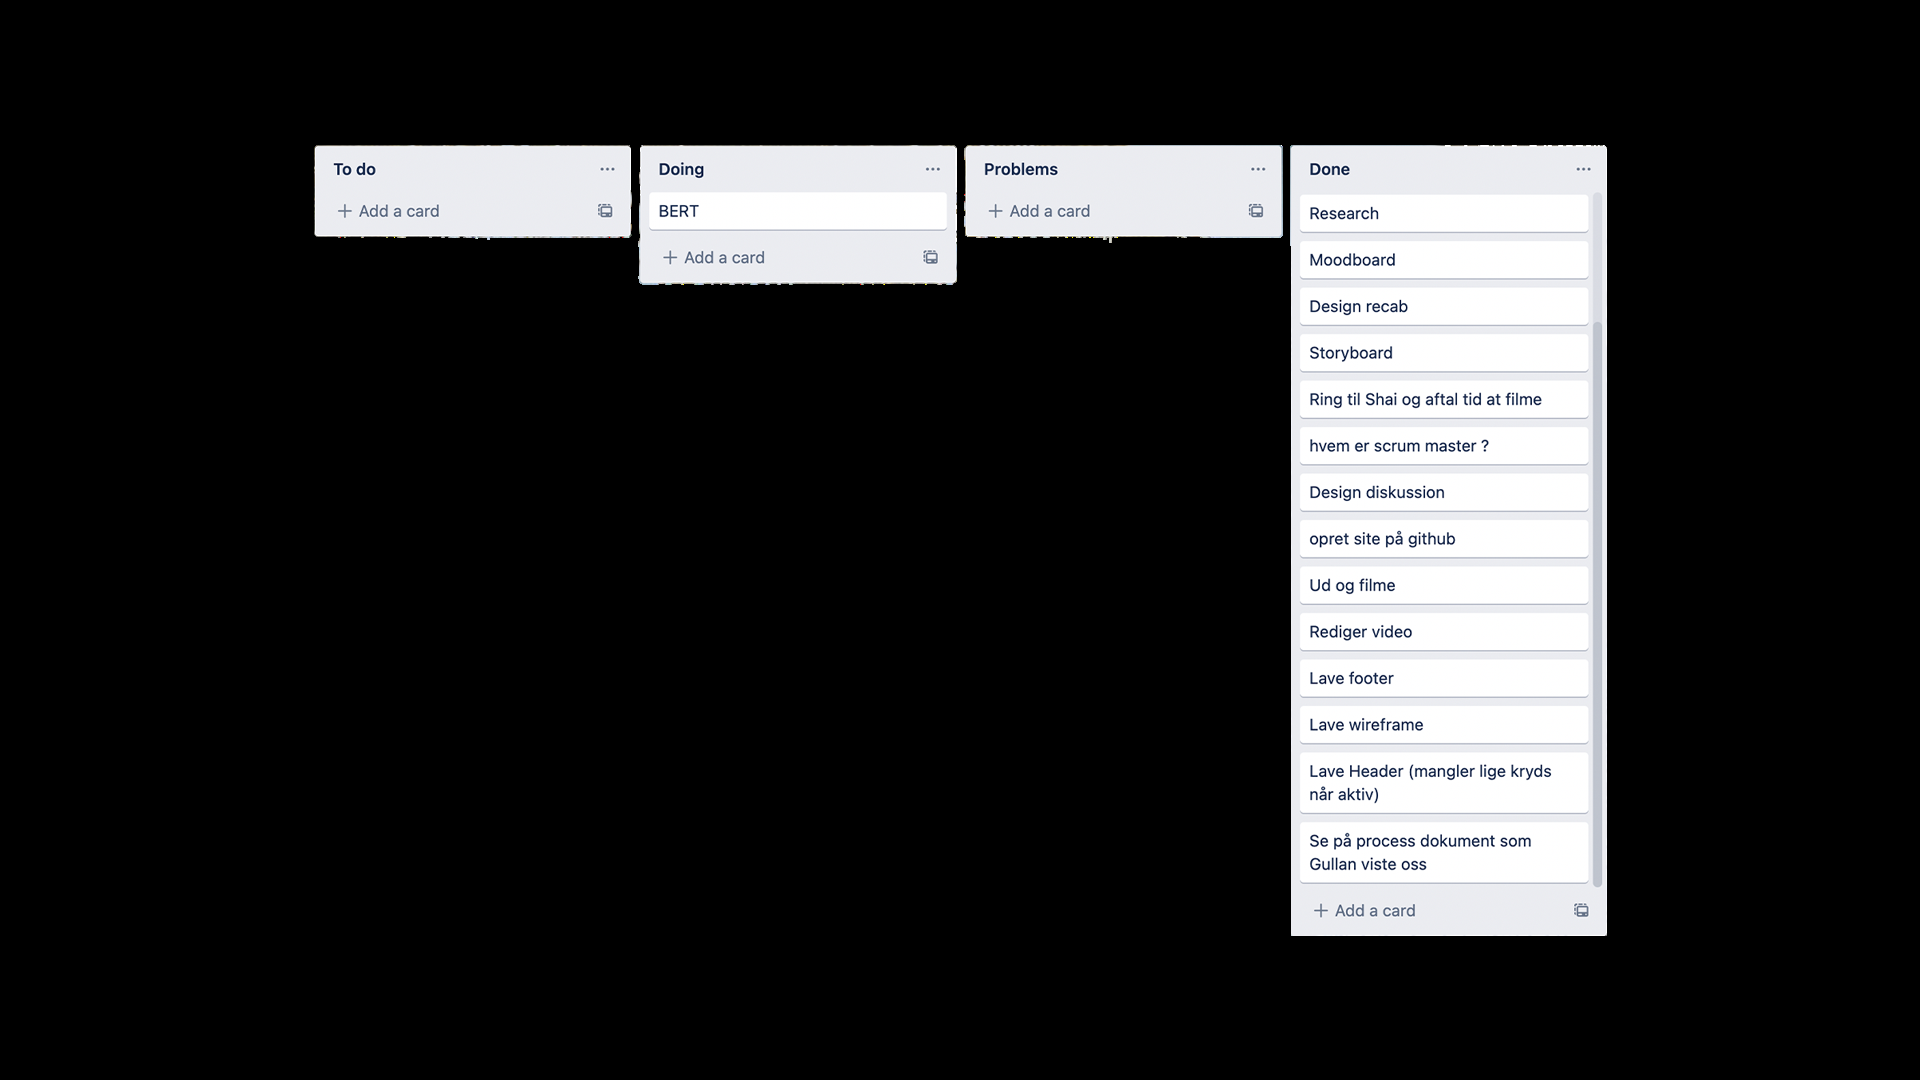 To do
Add a card
Doing
BERT
Add a card
Problems
Add a card
Done
Research
Moodboard
Design recab
Storyboard
Ring til Shai og aftal tid at filme
hvem er scrum master ?
Design diskussion
opret site på github
Ud og filme
Rediger video
Lave footer
Lave wireframe
Lave Header (mangler lige kryds
når aktiv)
Se på process dokument som
Gullan viste oss
Add a card